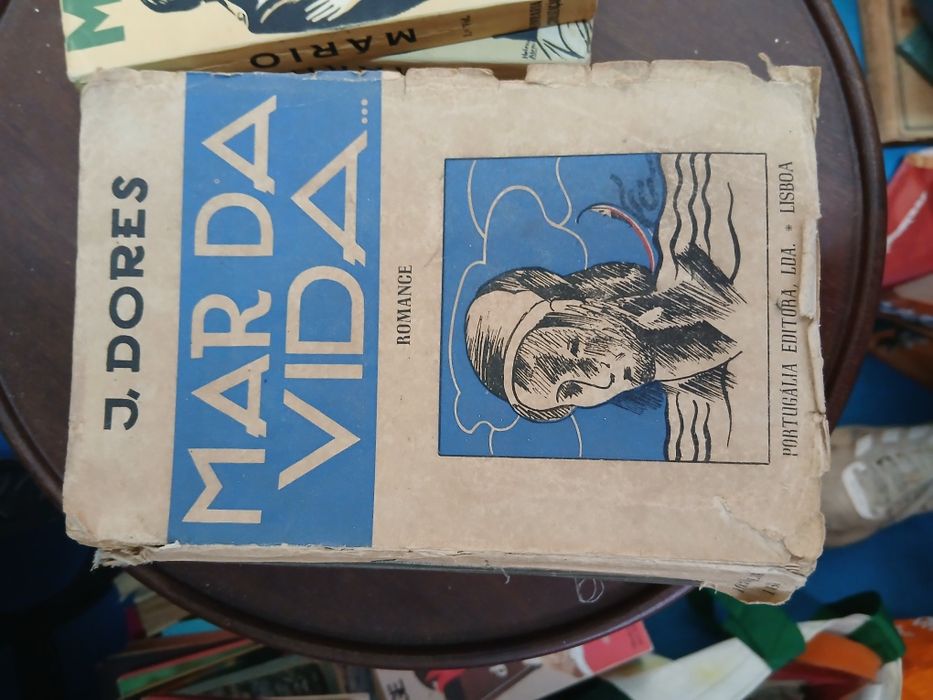 J. DORES
MAR DA
VIDA...
ROMANCE
PORTUGÁLIA EDITORA, LDA. * LISBOA
MARIO